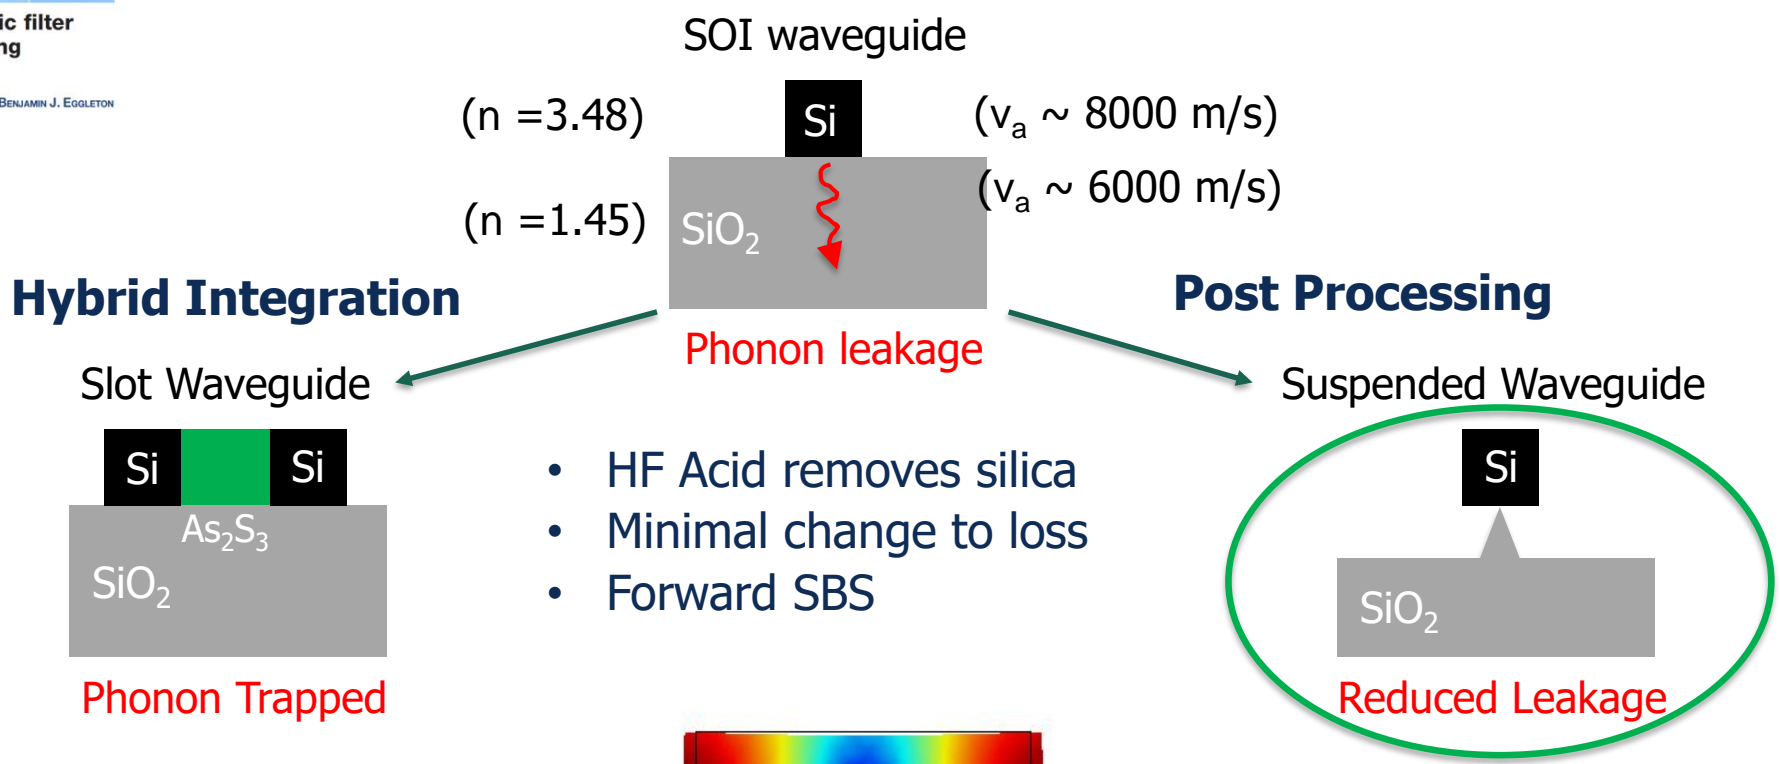 ic filter
ng
BENJAMIN J. EGGLETON
SOI waveguide
(n =3.48)
Si
(vₐ ~ 8000 m/s)
(n =1.45)
SiO₂
(vₐ ~ 6000 m/s)
Phonon leakage
Hybrid Integration
Slot Waveguide
Si
Si
As₂S₃
SiO₂
Phonon Trapped
• HF Acid removes silica
• Minimal change to loss
• Forward SBS
Post Processing
Suspended Waveguide
Si
SiO₂
Reduced Leakage